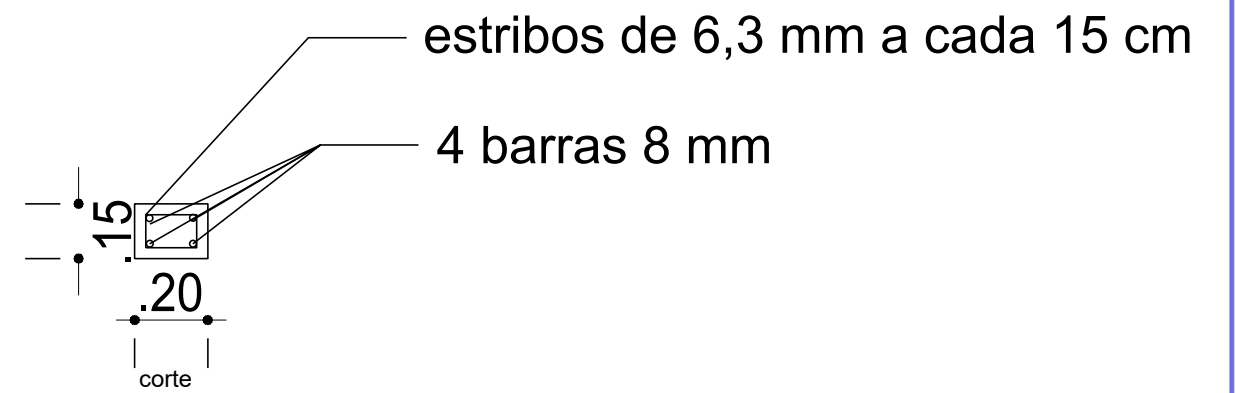 estribos de 6,3 mm a cada 15 cm
4 barras 8 mm
.15
.20
corte